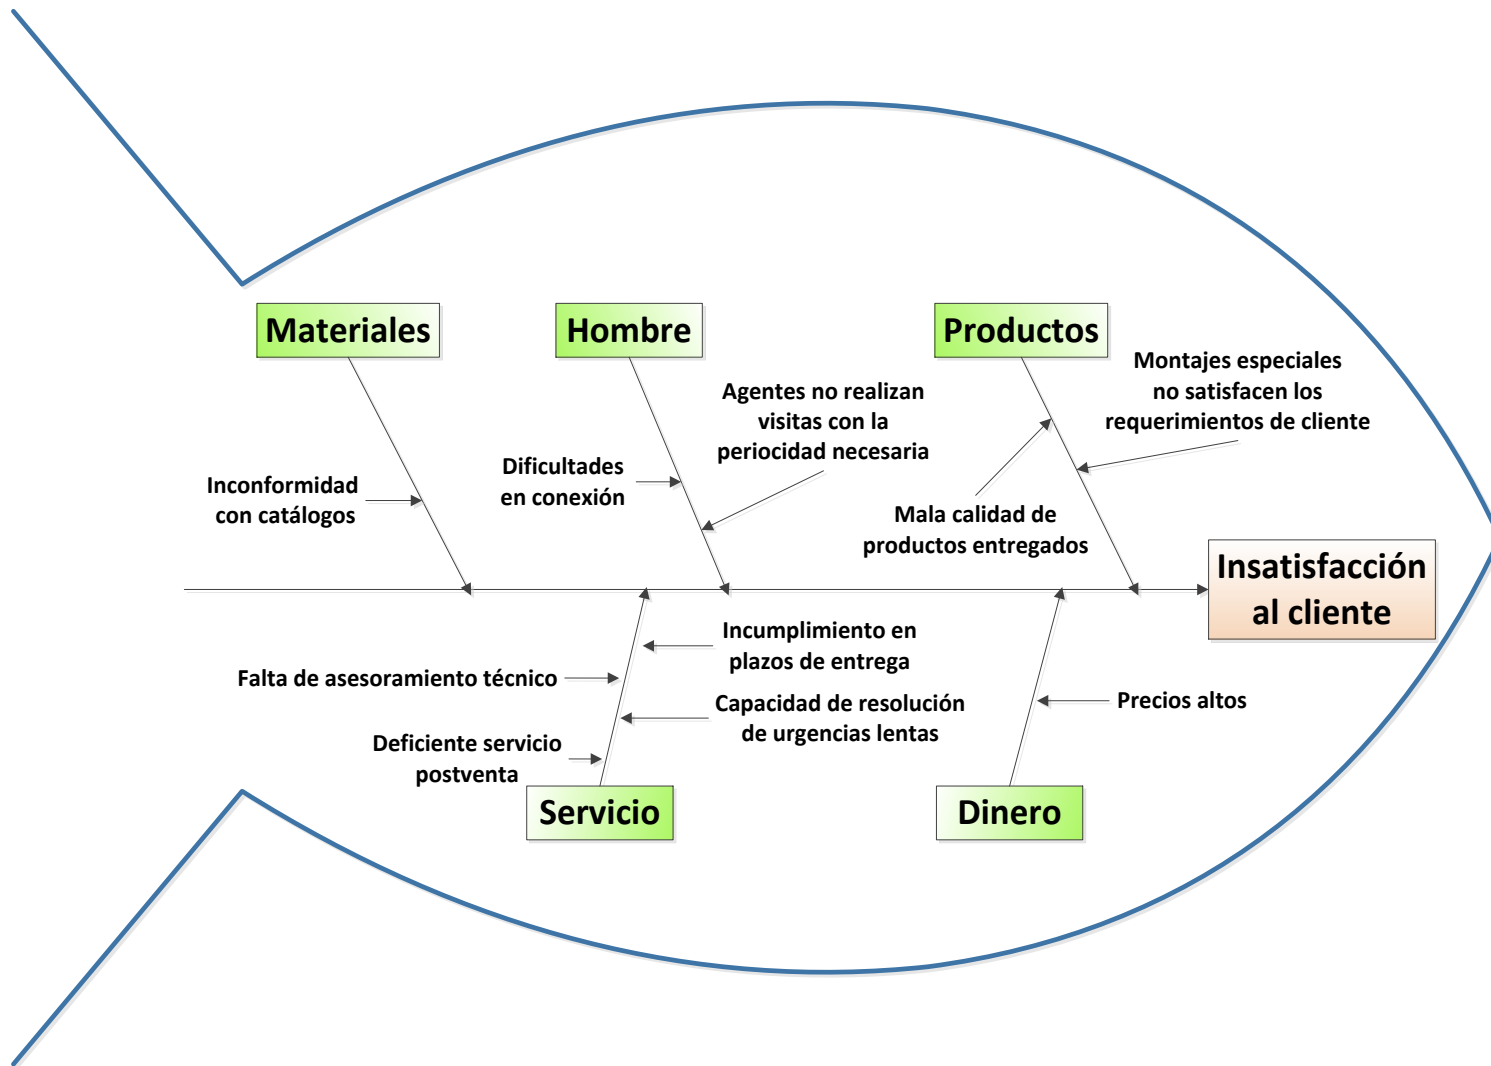 Materiales
Hombre
Productos
Inconformidad
con catálogos
Dificultades
en conexión
Agentes no realizan
visitas con la
periocidad necesaria
Mala calidad de
productos entregados
Montajes especiales
no satisfacen los
requerimientos de cliente
Insatisfacción
al cliente
Falta de asesoramiento técnico
Deficiente servicio
postventa
Incumplimiento en
plazos de entrega
Capacidad de resolución
de urgencias lentas
Precios altos
Servicio
Dinero